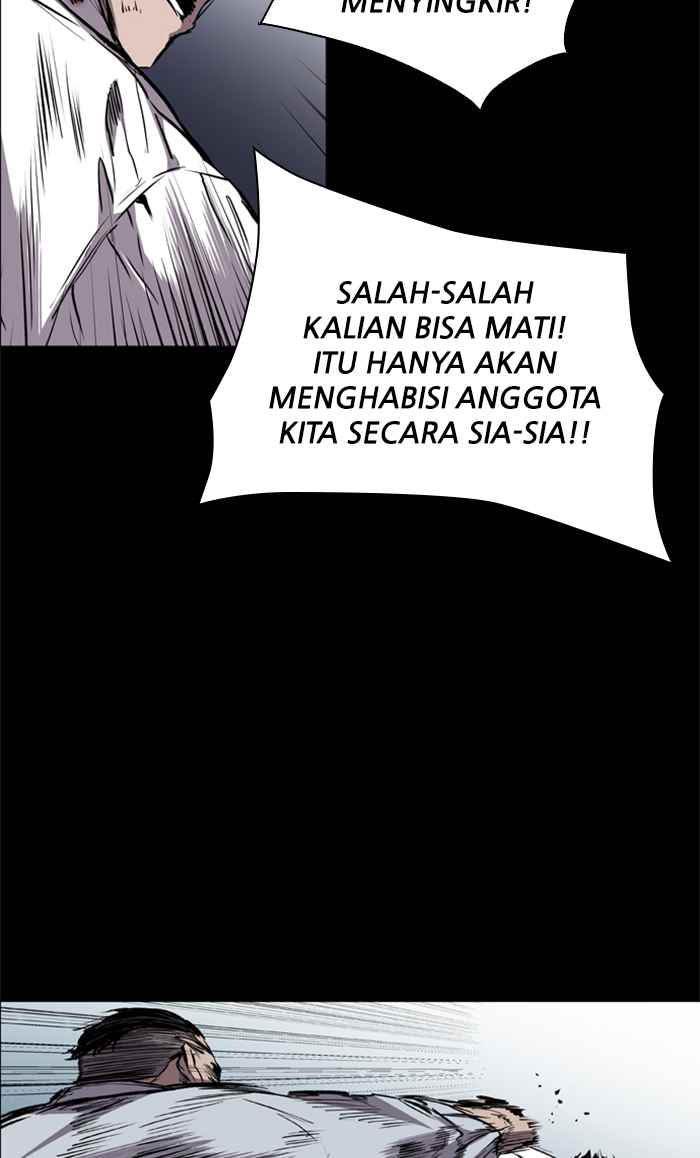 MENYINGKIR!
SALAH-SALAH
KALIAN BISA MATI!
ITU HANYA AKAN
MENGHABISI ANGGOTA
KITA SECARA SIA-SIA!!